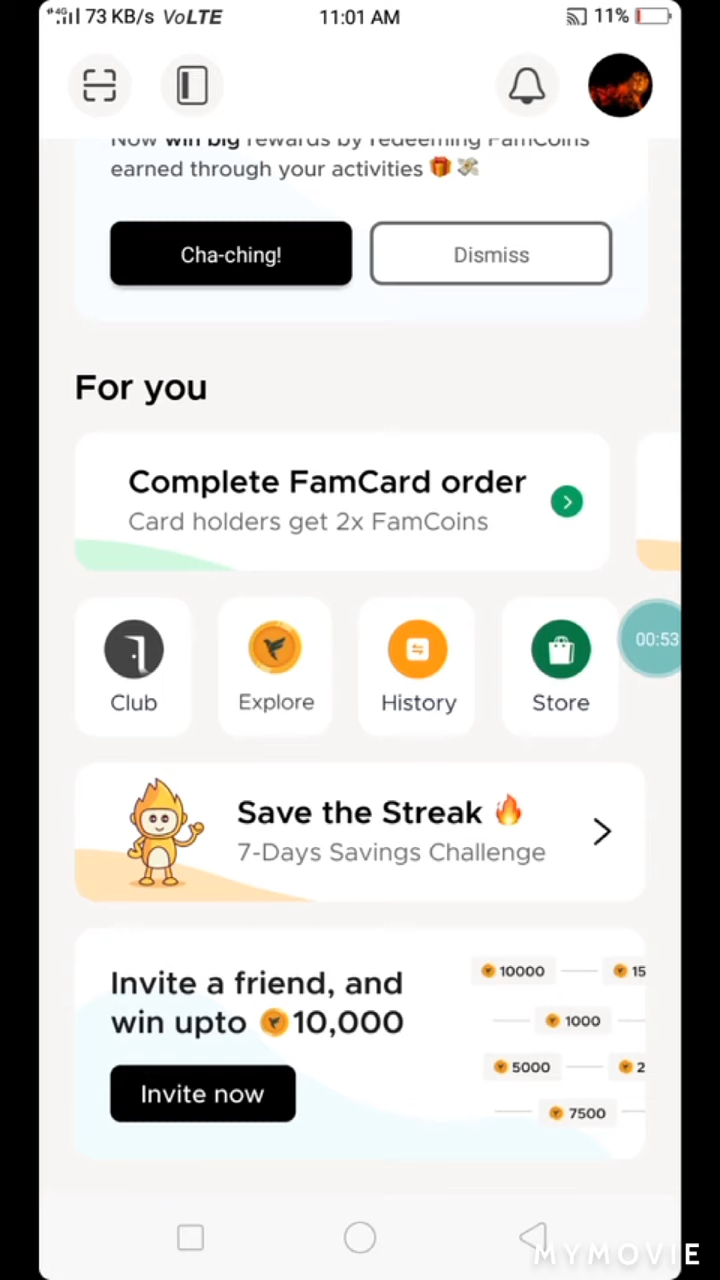 4G 73 KB/s VoLTE 11:01 AM 11%
Now win big rewards by redeeming FamCoins
earned through your activities 🎁 💸
Cha-ching! Dismiss
For you
Complete FamCard order
Card holders get 2x FamCoins
00:53
Club Explore History Store
Save the Streak 🔥
7-Days Savings Challenge
Invite a friend, and
win upto 10,000
Invite now
10000 15
1000
5000 2
7500
MYMOVIE